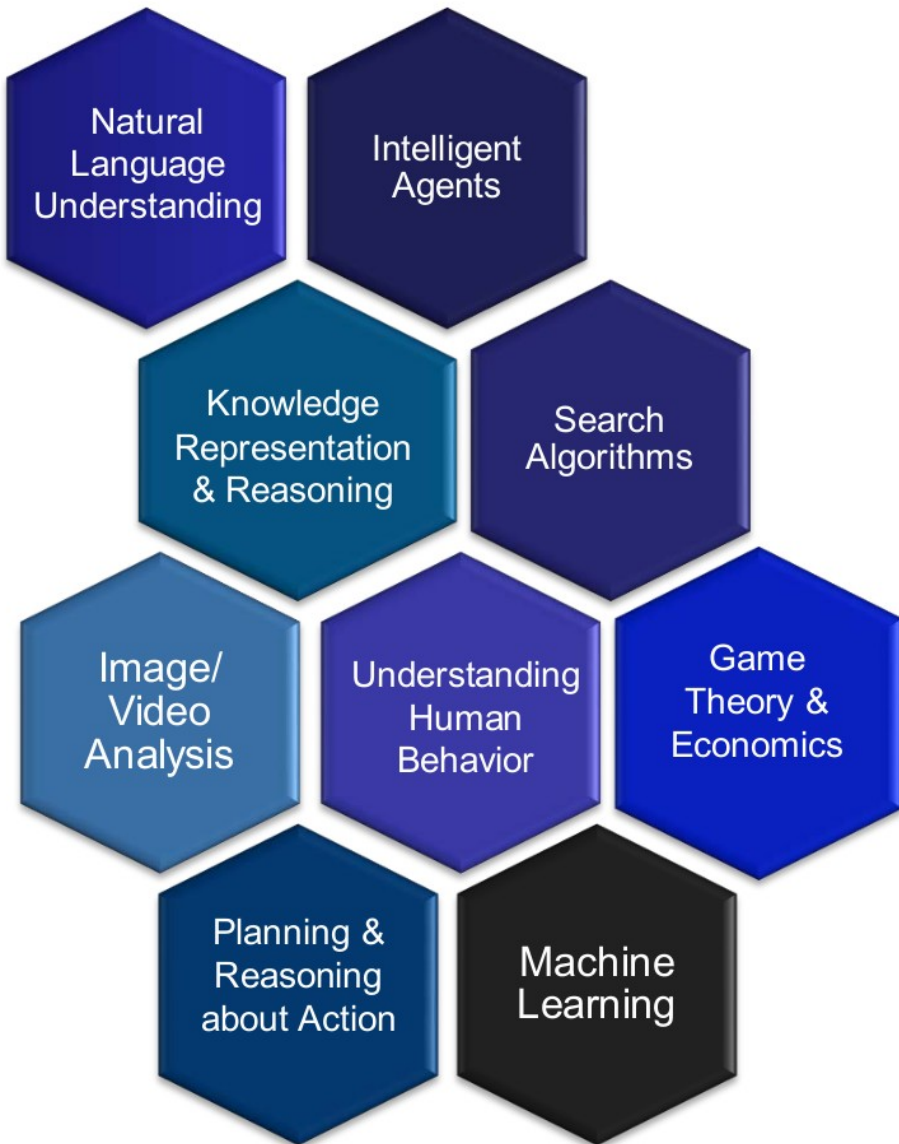 Natural
Language
Understanding
Intelligent
Agents
Knowledge
Representation
& Reasoning
Search
Algorithms
Image/
Video
Analysis
Understanding
Human
Behavior
Game
Theory &
Economics
Planning &
Reasoning
about Action
Machine
Learning